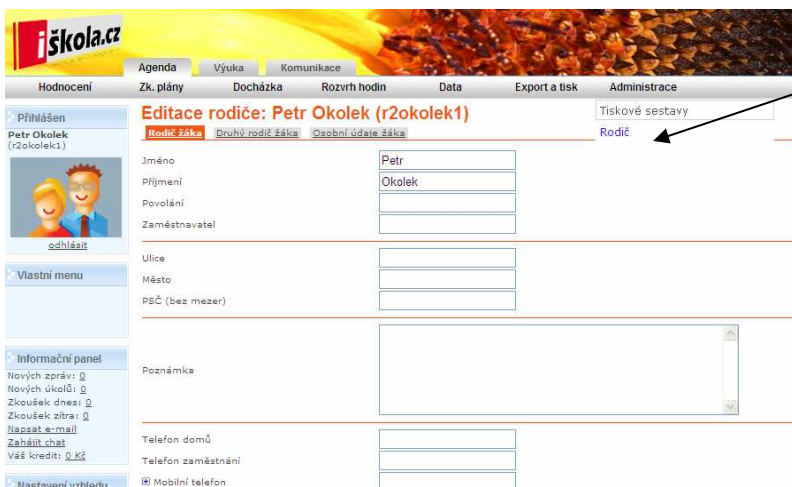 iškola.cz
Agenda Výuka Komunikace
Hodnocení Zk. plány Docházka Rozvrh hodin Data Export a tisk Administrace
Tiskové sestavy
Rodič
Přihlášen
Petr Okolek
(r2okolek1)
odhlásit
Vlastní menu
Informační panel
Nových zpráv: 0
Nových úkolů: 0
Zkoušek dnes: 0
Zkoušek zítra: 0
Napsat e-mail
Zahájit chat
Váš kredit: 0 Kč
Nastavení vzhledu
Editace rodiče: Petr Okolek (r2okolek1)
Rodič žáka Druhý rodič žáka Osobní údaje žáka
Jméno Petr
Příjmení Okolek
Povolání
Zaměstnavatel
Ulice
Město
PSČ (bez mezer)
Poznámka
Telefon domů
Telefon zaměstnání
Mobilní telefon